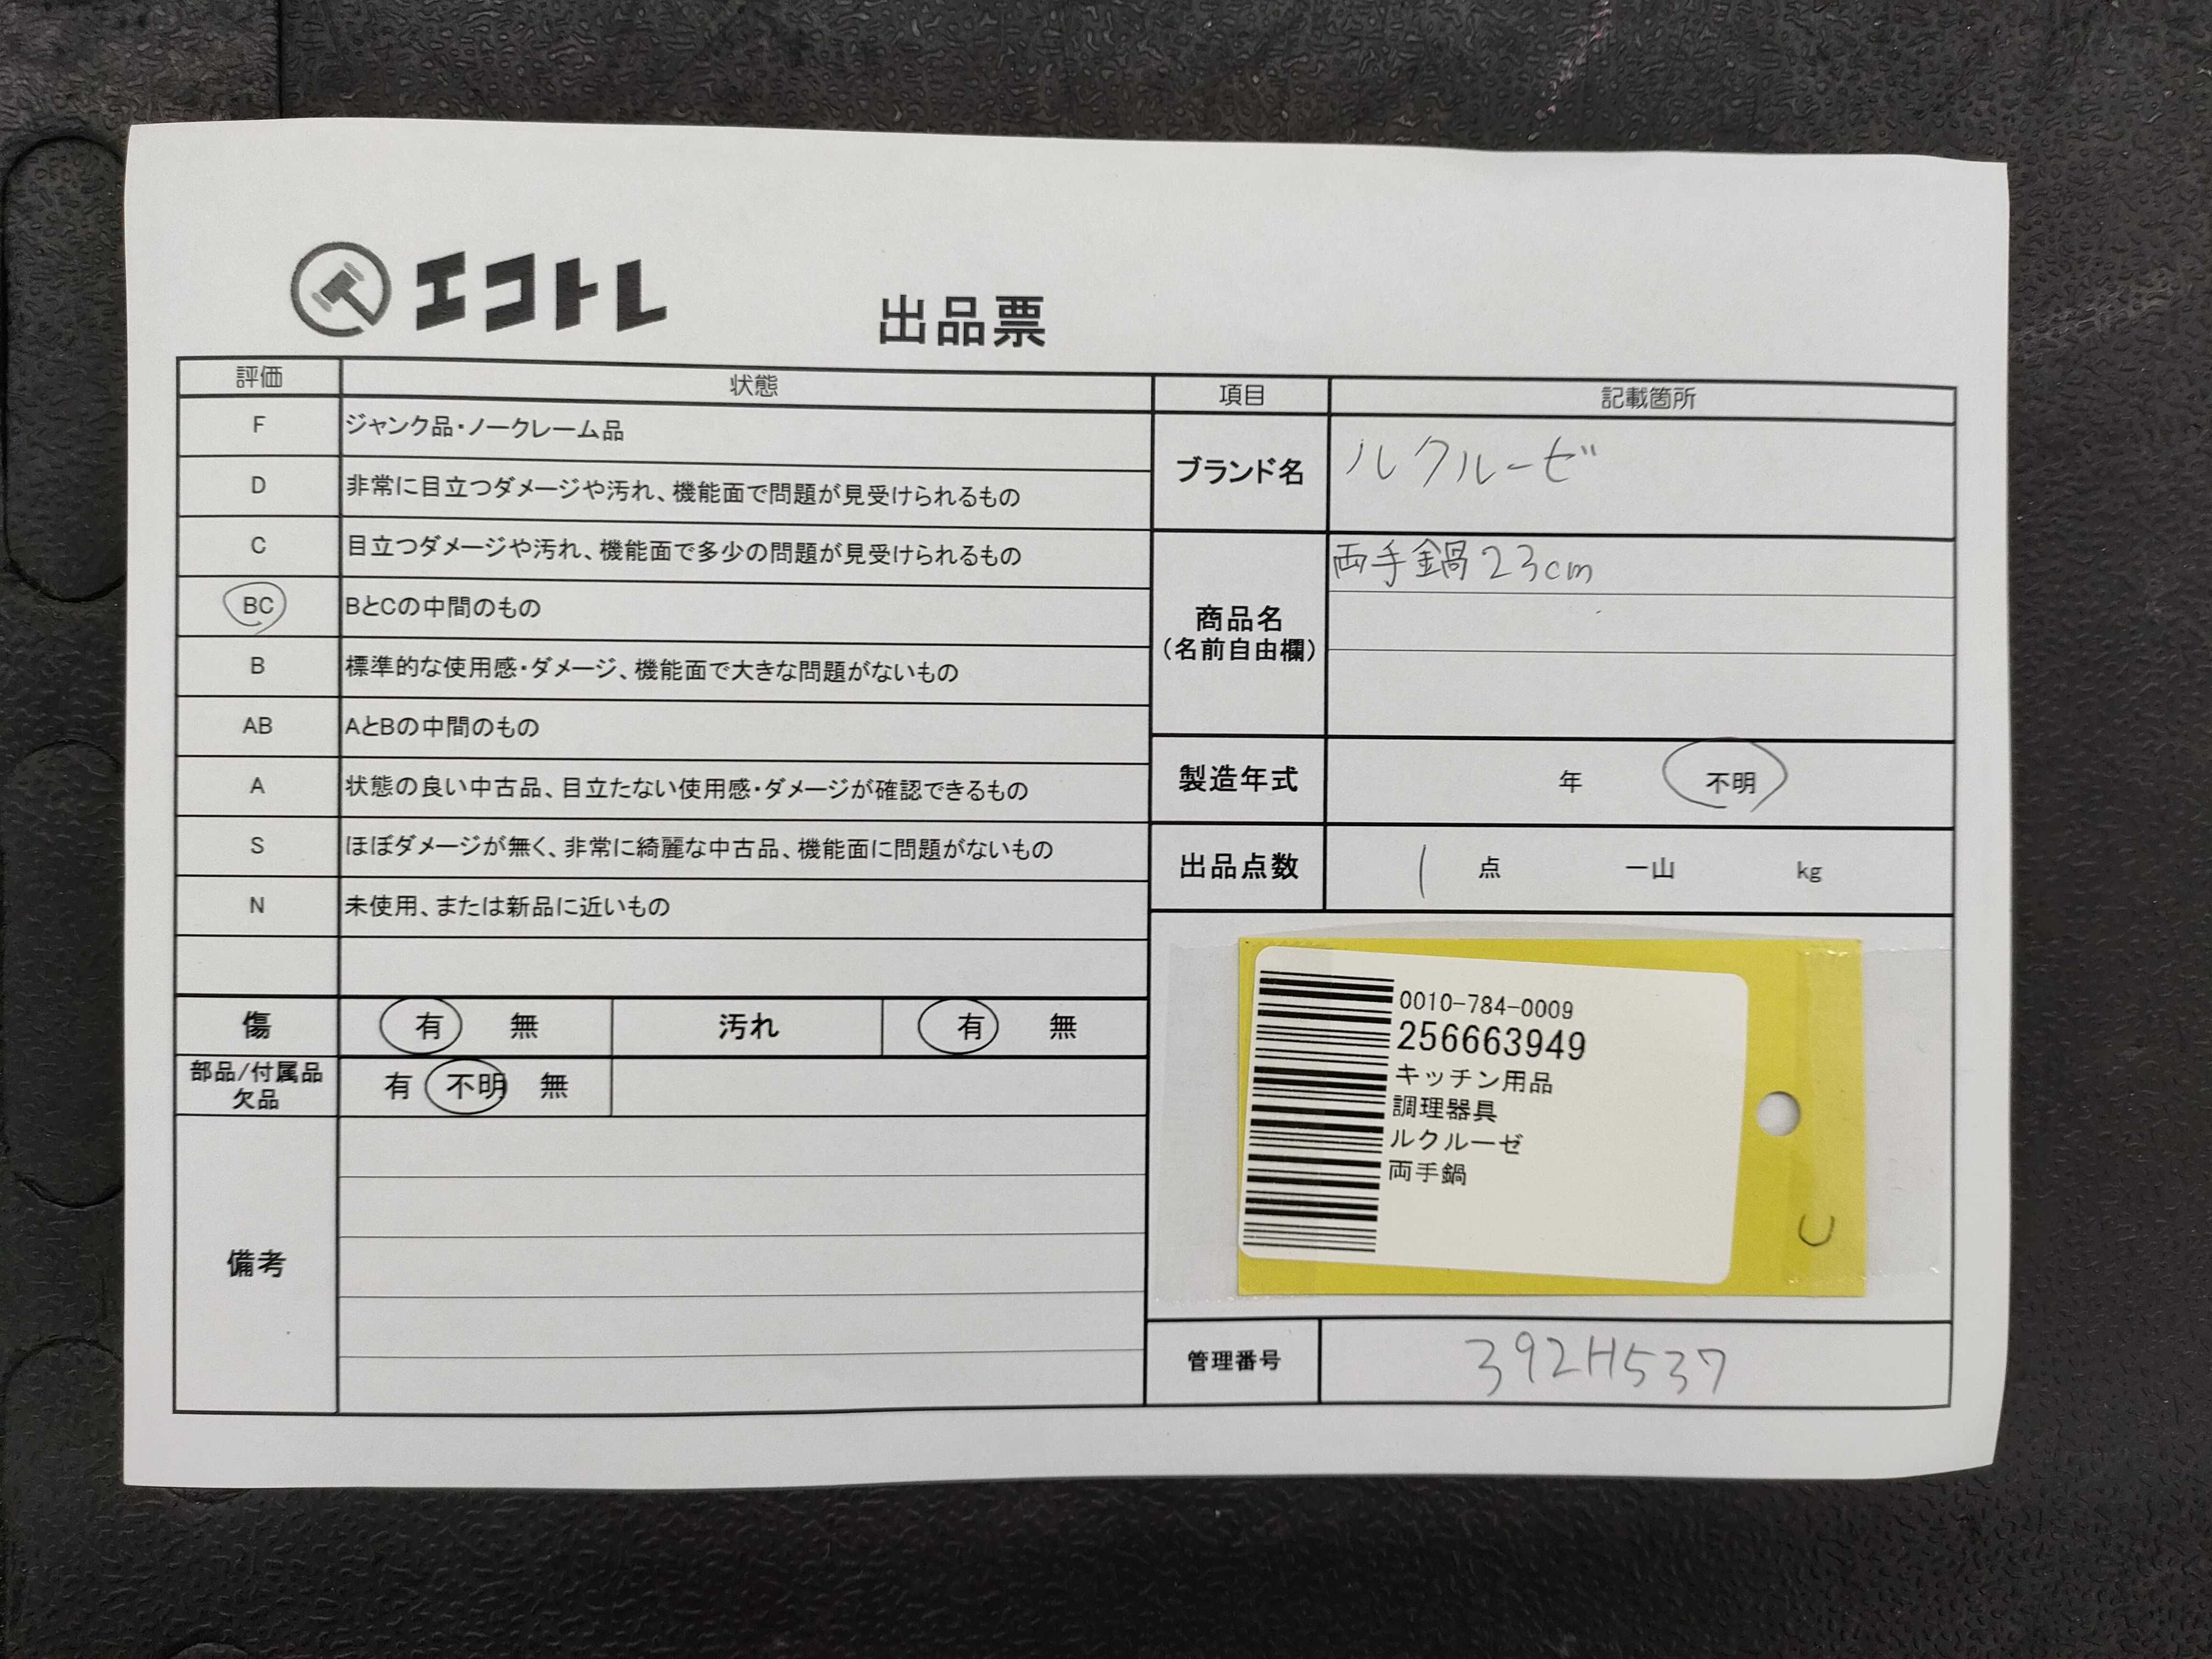 エコトレ
出品票
評価 状態
F ジャンク品・ノークレーム品
D 非常に目立つダメージや汚れ、機能面で問題が見受けられるもの
C 目立つダメージや汚れ、機能面で多少の問題が見受けられるもの
BC BとCの中間のもの
B 標準的な使用感・ダメージ、機能面で大きな問題がないもの
AB AとBの中間のもの
A 状態の良い中古品、目立たない使用感・ダメージが確認できるもの
S ほぼダメージが無く、非常に綺麗な中古品、機能面に問題がないもの
N 未使用、または新品に近いもの
傷 有 無 汚れ 有 無
部品/付属品
欠品
有 不明 無
備考
項目 記載箇所
ブランド名 ルクルーゼ
商品名
(名前自由欄)
両手鍋23cm
製造年式 年 不明
出品点数 1 点 一山 kg
0010-784-0009
256663949
キッチン用品
調理器具
ルクルーゼ
両手鍋
U
管理番号 392H537